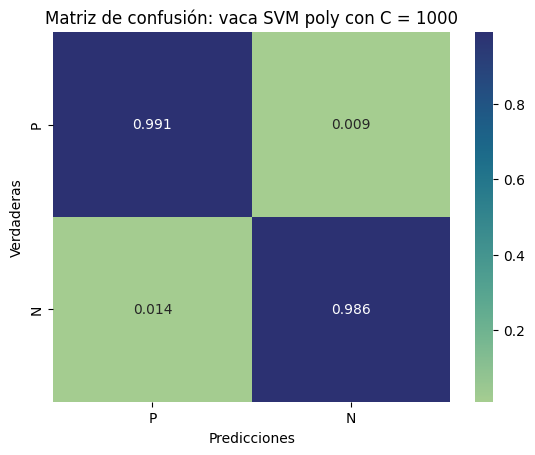 Matriz de confusión: vaca SVM poly con C = 1000
Verdaderas
P
0.991
0.009
0.8
0.6
0.4
N
0.014
0.986
0.2
P
N
Predicciones